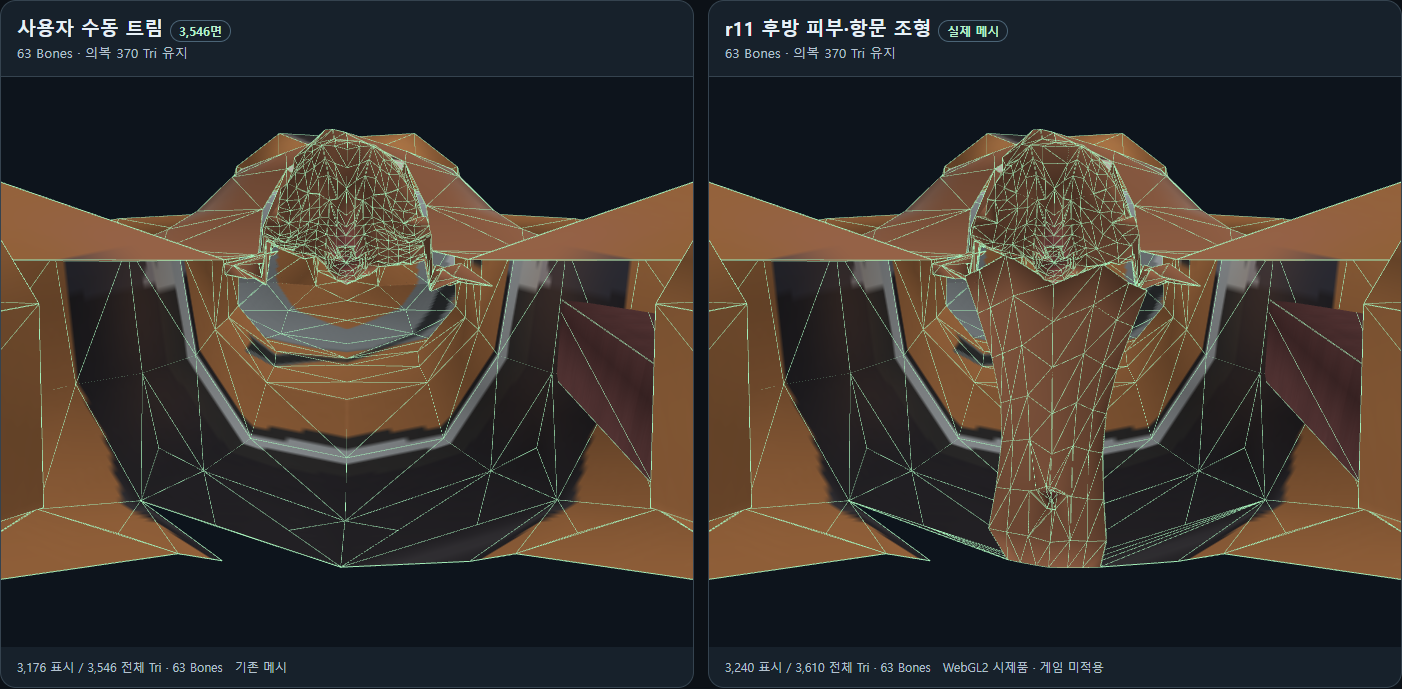 사용자 수동 트림 3,546면
63 Bones · 의복 370 Tri 유지
3,176 표시 / 3,546 전체 Tri · 63 Bones 기존 메시
r11 후방 피부·항문 조형 실제 메시
63 Bones · 의복 370 Tri 유지
3,240 표시 / 3,610 전체 Tri · 63 Bones WebGL2 시제품 · 게임 미적용